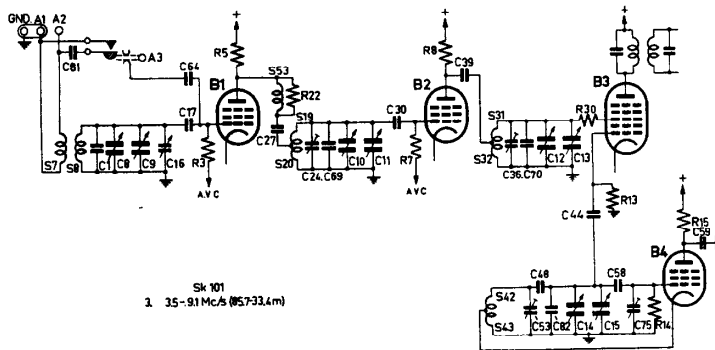 GND. A1 A2
C61
A3
C64
R5
B1
S53
R22
C17
S7
S8
C1
C8
C9
C16
R3
A.V.C
C27
S19
S20
C24
C69
C10
C11
C30
R8
B2
C39
R7
A.V.C
S31
S32
C36
C70
C12
C13
R30
B3
R13
C44
R15
C59
B4
S42
S43
C48
C53
C82
C14
C15
C58
C75
R14
Sk 101
3. 3.5-9.1 Mc/s (85.7-33.4m)